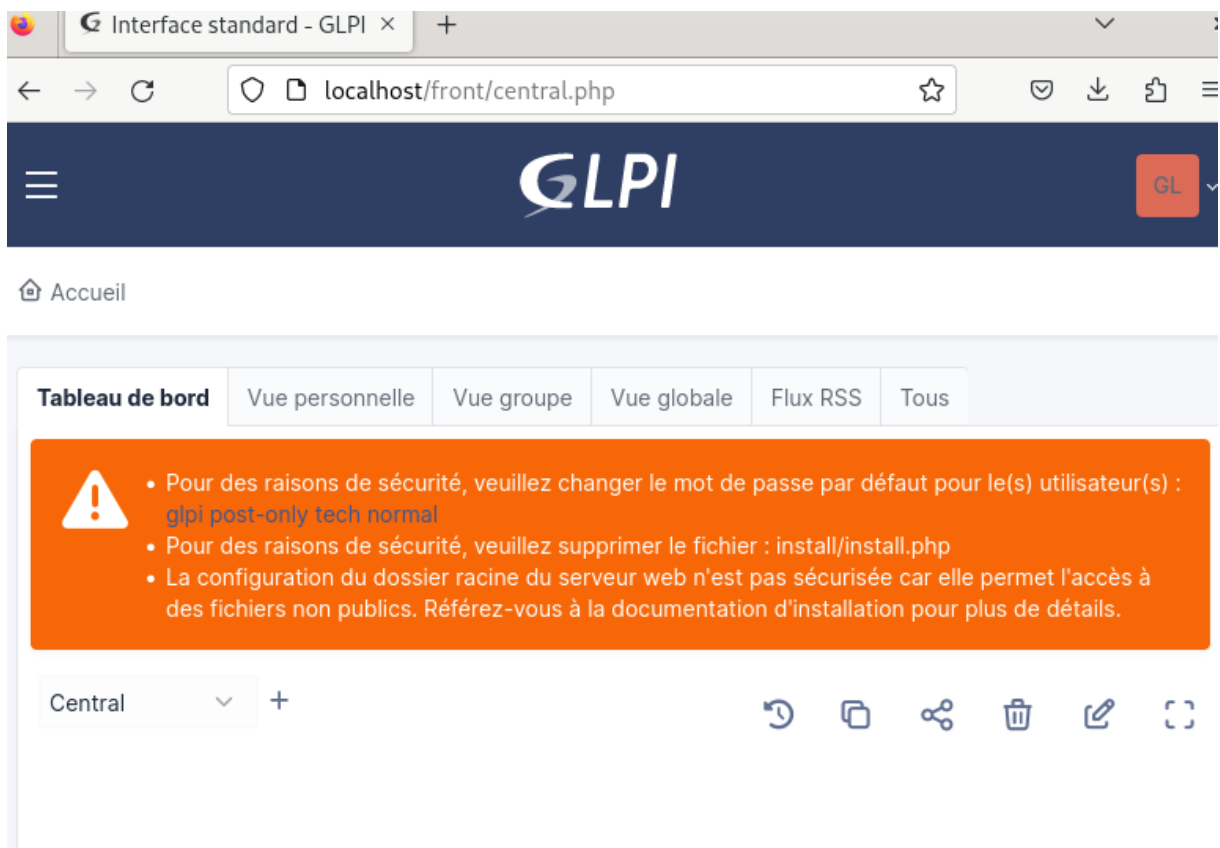 Interface standard - GLPI
localhost/front/central.php
GLPI
GL
Accueil
Tableau de bord Vue personnelle Vue groupe Vue globale Flux RSS Tous
• Pour des raisons de sécurité, veuillez changer le mot de passe par défaut pour le(s) utilisateur(s) :
glpi post-only tech normal
• Pour des raisons de sécurité, veuillez supprimer le fichier : install/install.php
• La configuration du dossier racine du serveur web n'est pas sécurisée car elle permet l'accès à
des fichiers non publics. Référez-vous à la documentation d'installation pour plus de détails.
Central